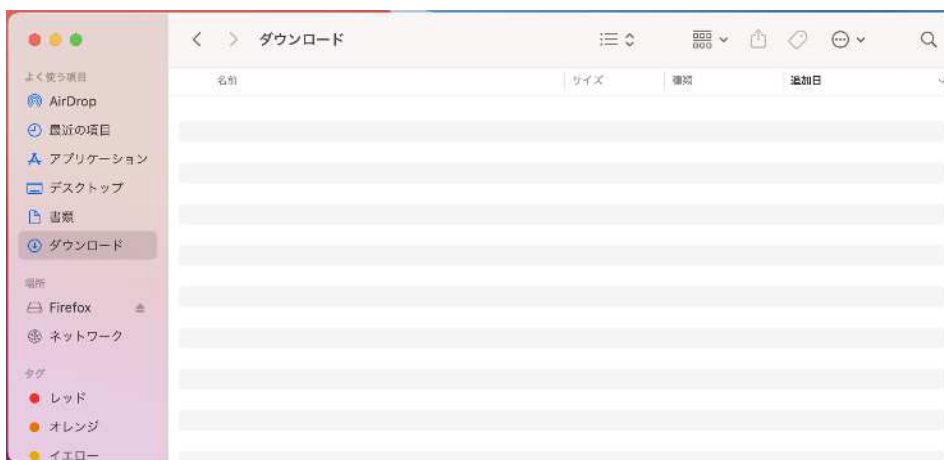 ダウンロード
よく使う項目
名前 サイズ 種類 追加日
AirDrop
最近の項目
アプリケーション
デスクトップ
書類
ダウンロード
場所
Firefox
ネットワーク
タグ
レッド
オレンジ
イエロー